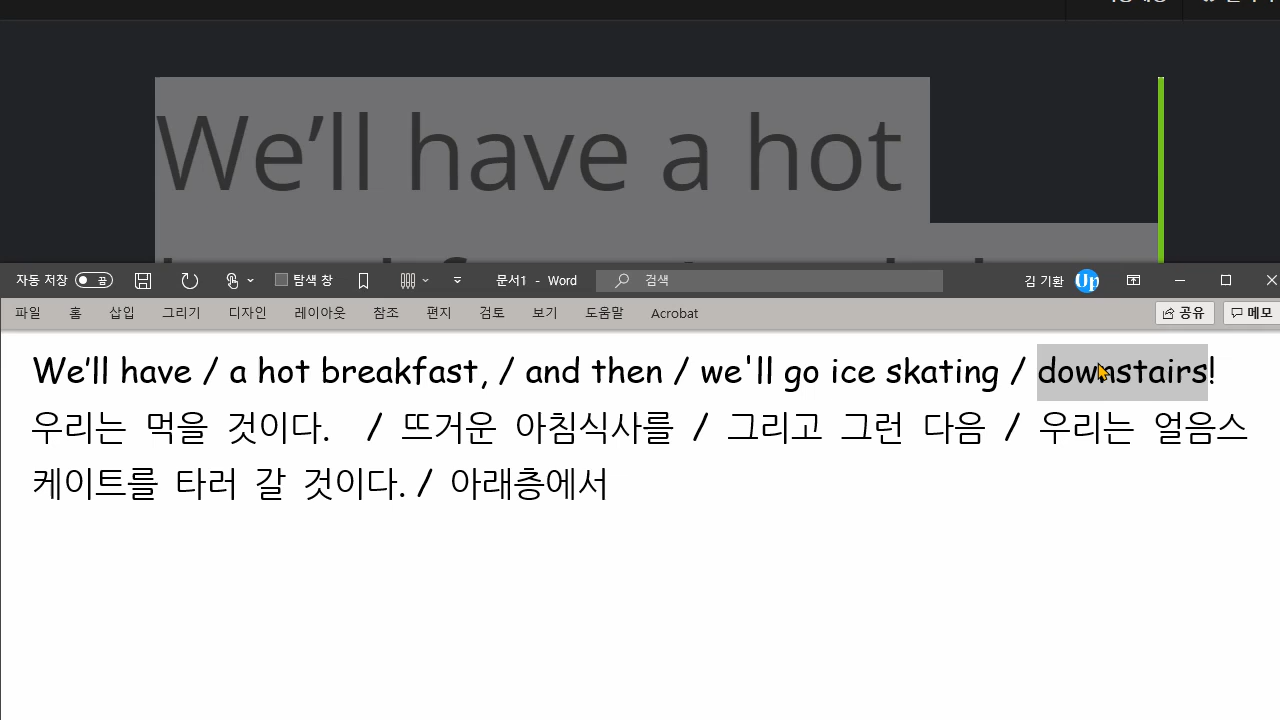 We’ll have a hot
자동 저장 끔 탐색 창 문서1 - Word 검색 김 기환 Up
파일 홈 삽입 그리기 디자인 레이아웃 참조 편지 검토 보기 도움말 Acrobat 공유 메모
We’ll have / a hot breakfast, / and then / we'll go ice skating / downstairs!
우리는 먹을 것이다. / 뜨거운 아침식사를 / 그리고 그런 다음 / 우리는 얼음스
케이트를 타러 갈 것이다. / 아래층에서